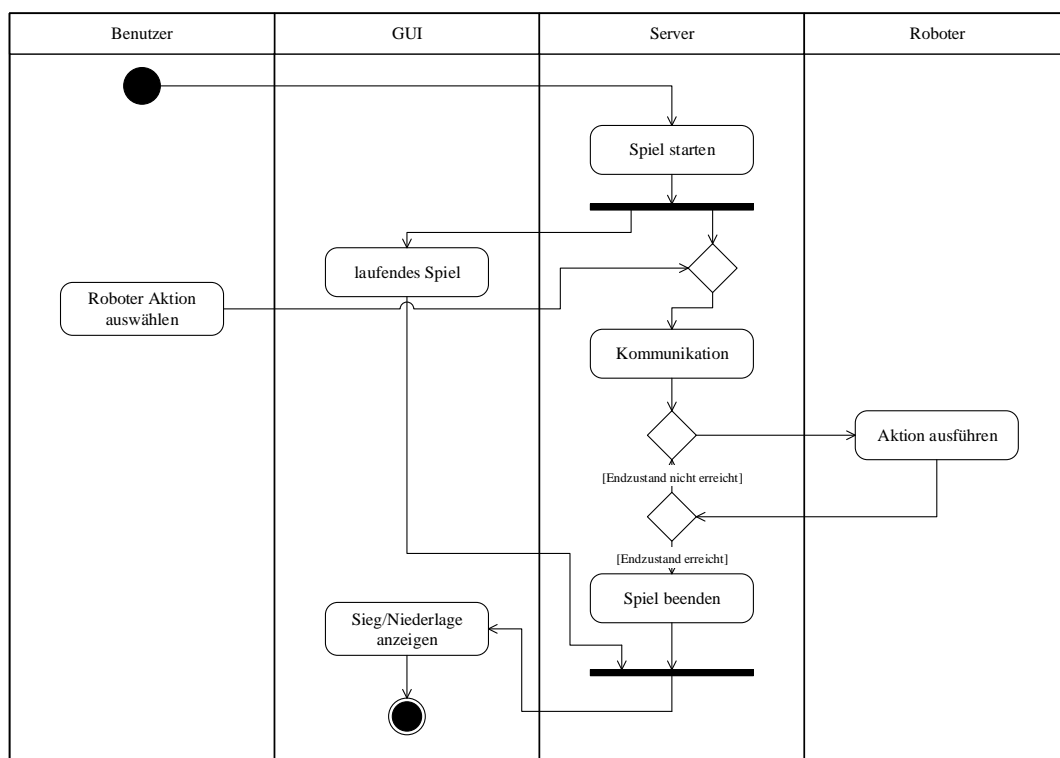 Benutzer
GUI
Server
Roboter
Spiel starten
laufendes Spiel
Roboter Aktion
auswählen
Kommunikation
Aktion ausführen
[Endzustand nicht erreicht]
[Endzustand erreicht]
Spiel beenden
Sieg/Niederlage
anzeigen